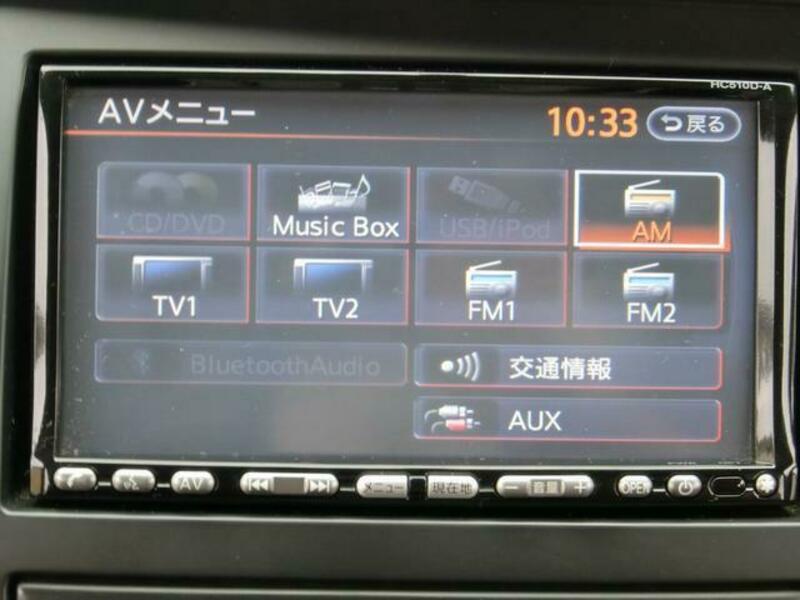 HC510D-A
AVメニュー
10:33
戻る
CD/DVD
Music Box
USB/iPod
AM
TV1
TV2
FM1
FM2
BluetoothAudio
交通情報
AUX
AV
メニュー
現在地
− 音量 +
OPEN